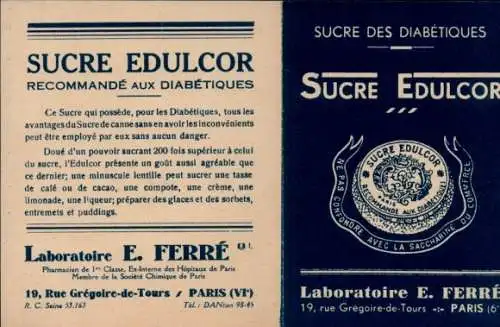 SUCRE EDULCOR
RECOMMANDÉ AUX DIABÉTIQUES
Ce Sucre qui possède, pour les Diabétiques, tous les
avantages du Sucre de canne sans en avoir les inconvénients
peut être employé par eux sans aucun danger.
Doué d'un pouvoir sucrant 200 fois supérieur à celui
du sucre, l'Edulcor présente un goût aussi agréable que
ce dernier; une minuscule lentille peut sucrer une tasse
de café ou de cacao, une compote, une crème, une
limonade, une liqueur; préparer des glaces et des sorbets,
entremets et puddings.
Laboratoire E. FERRÉ
Pharmacien de 1re Classe, Ex-Interne des Hôpitaux de Paris
Membre de la Société Chimique de Paris
19, Rue Grégoire-de-Tours / PARIS (VIe)
R. C. Seine 53.163
Tél.: DANton 98-45
SUCRE DES DIABÉTIQUES
SUCRE EDULCOR
SUCRE EDULCOR
PARIS
RECOMMANDÉ AUX DIABÉTIQUES
NE PAS CONFONDRE AVEC LA SACCHARINE DU COMMERCE
Laboratoire E. FERRÉ
19, rue Grégoire-de-Tours -:- PARIS (6